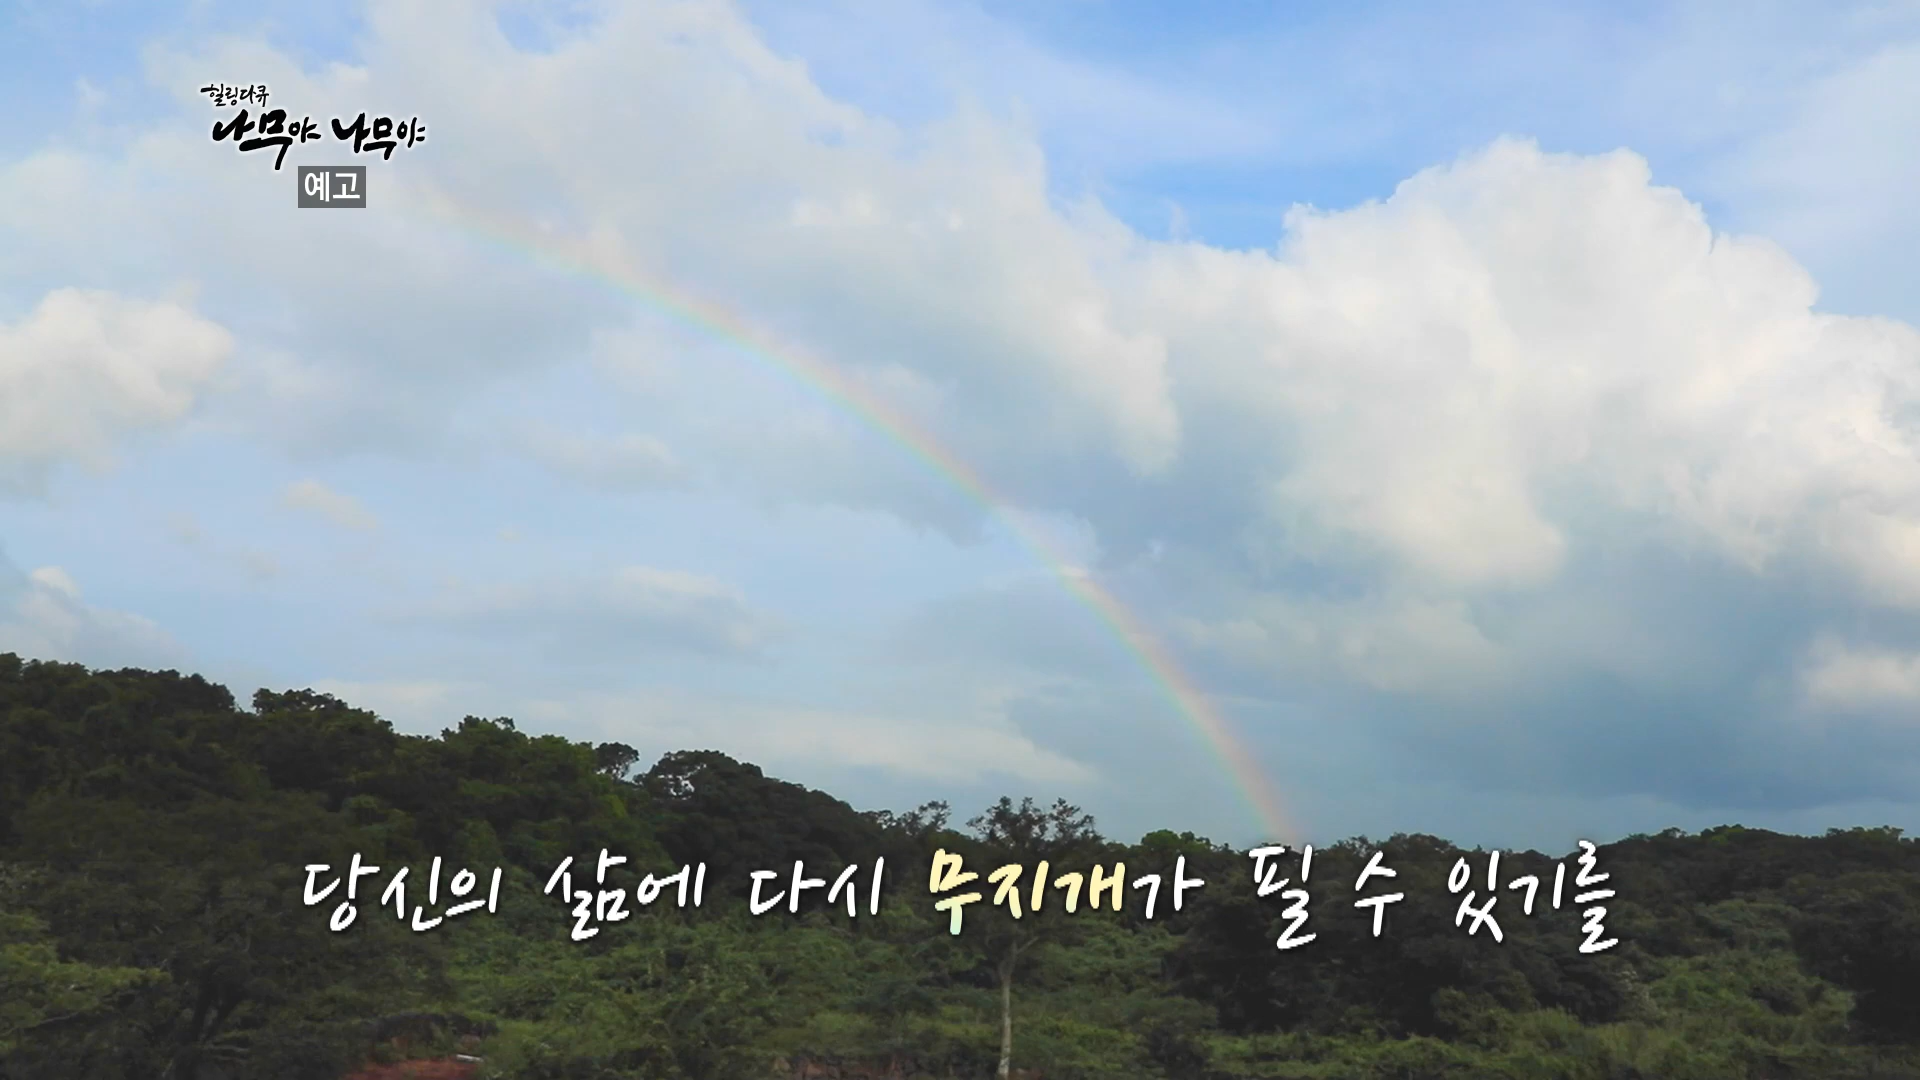 힐링다큐
나무야 나무야
예고
당신의 삶에 다시 무지개가 필 수 있기를